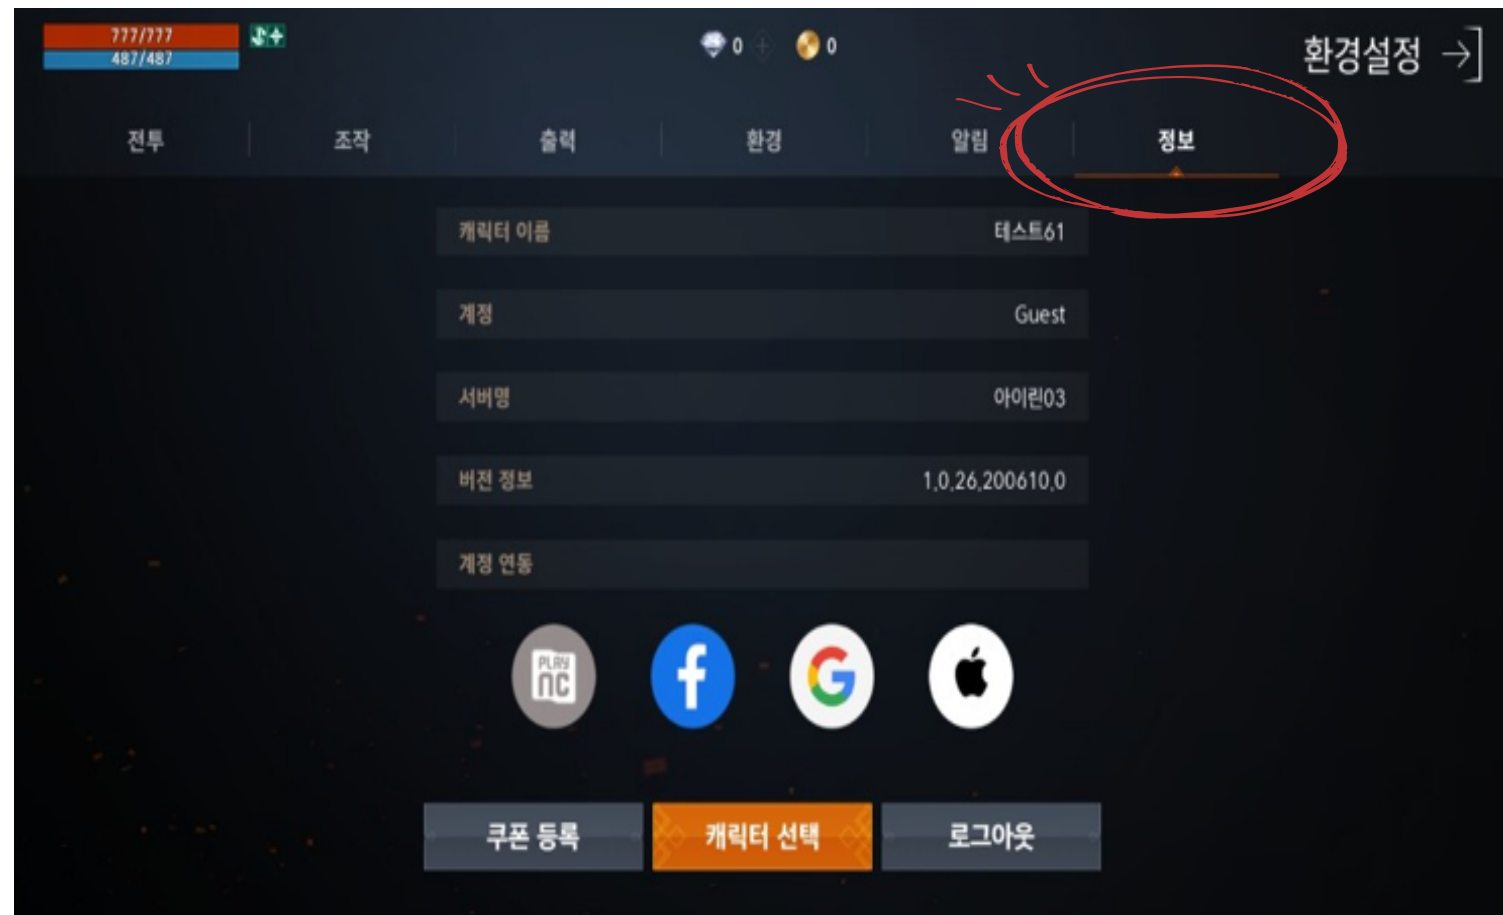 777/777
487/487
0
0
환경설정
전투
조작
출력
환경
알림
정보
캐릭터 이름 테스트61
계정 Guest
서버명 아이린03
버전 정보 1.0.26.200610.0
계정 연동
PLAY
nc
쿠폰 등록
캐릭터 선택
로그아웃